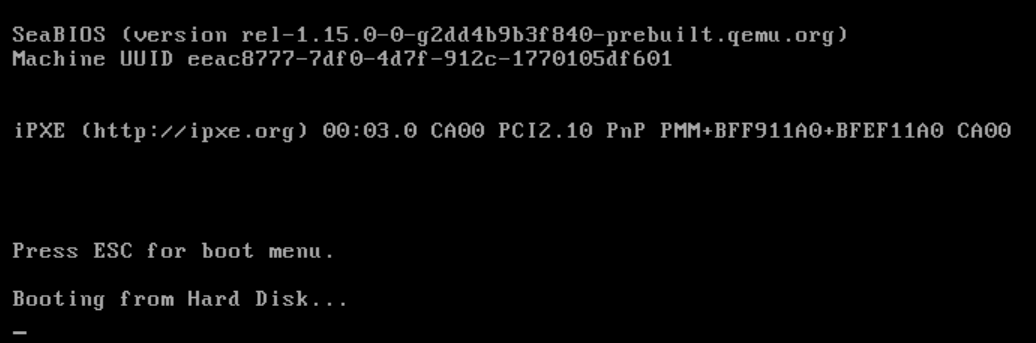 SeaBIOS (version rel-1.15.0-0-g2dd4b9b3f840-prebuilt.qemu.org)
Machine UUID eeac8777-7df0-4d7f-912c-1770105df601
iPXE (http://ipxe.org) 00:03.0 CA00 PCI2.10 PnP PMM+BFF911A0+BFEF11A0 CA00
Press ESC for boot menu.
Booting from Hard Disk...
_